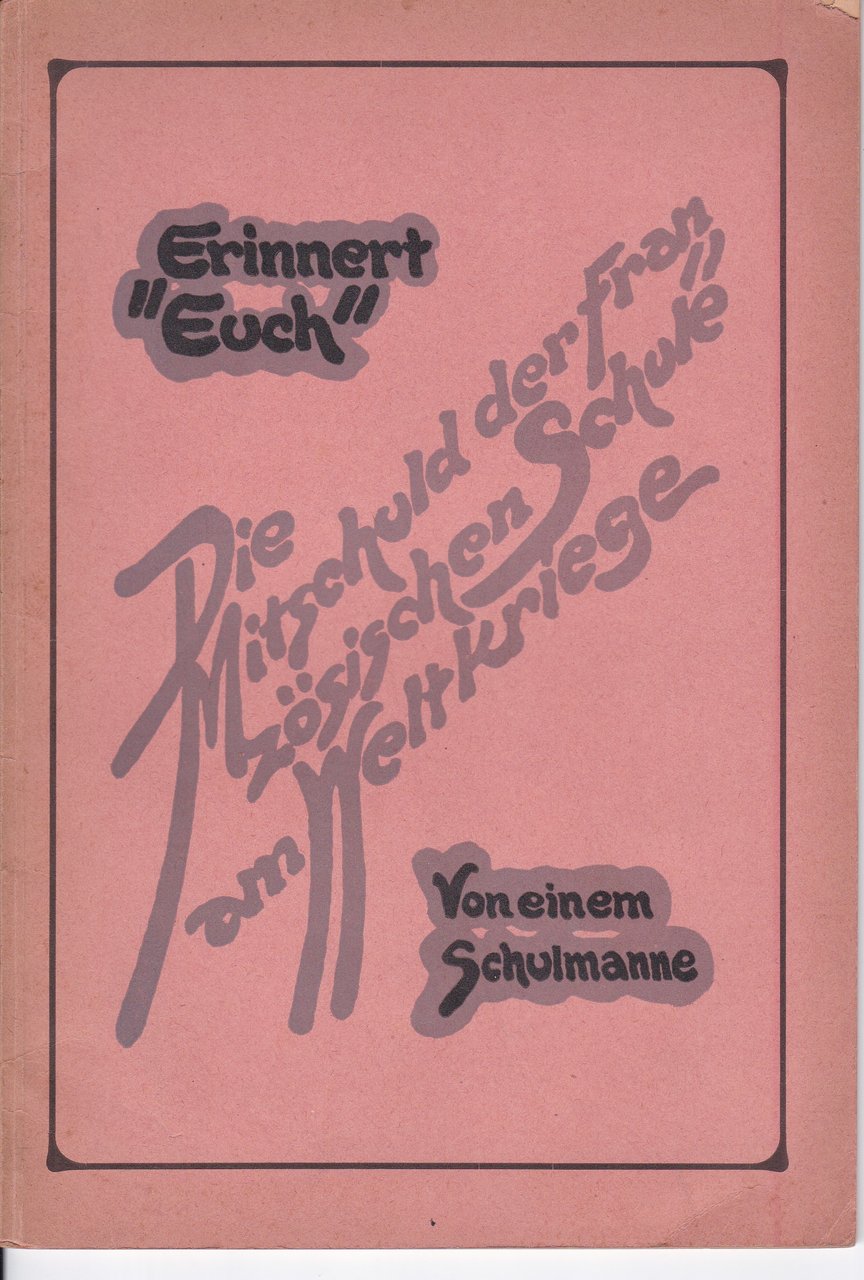 Erinnert
"Euch"
Die
Mitschuld der Fran"
zösischen Schule
am Weltkriege
Von einem
Schulmanne